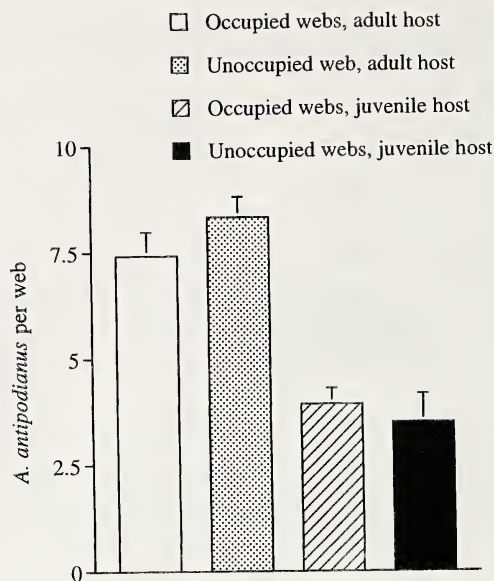 Occupied webs, adult host
Unoccupied web, adult host
Occupied webs, juvenile host
Unoccupied webs, juvenile host
10
7.5
5
2.5
0
A. antipodianus per web